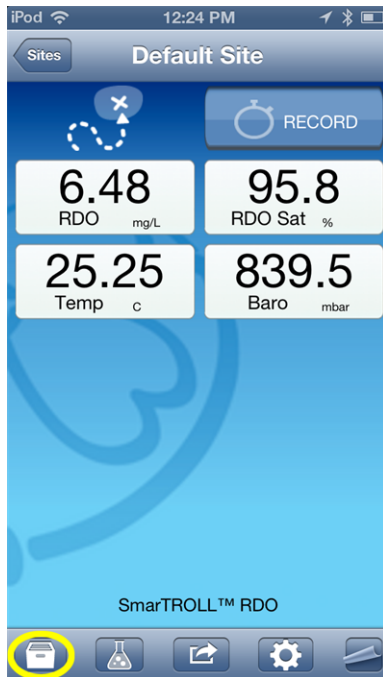 iPod 12:24 PM
Sites Default Site
RECORD
6.48 95.8
RDO mg/L RDO Sat %
25.25 839.5
Temp C Baro mbar
SmarTROLL™ RDO